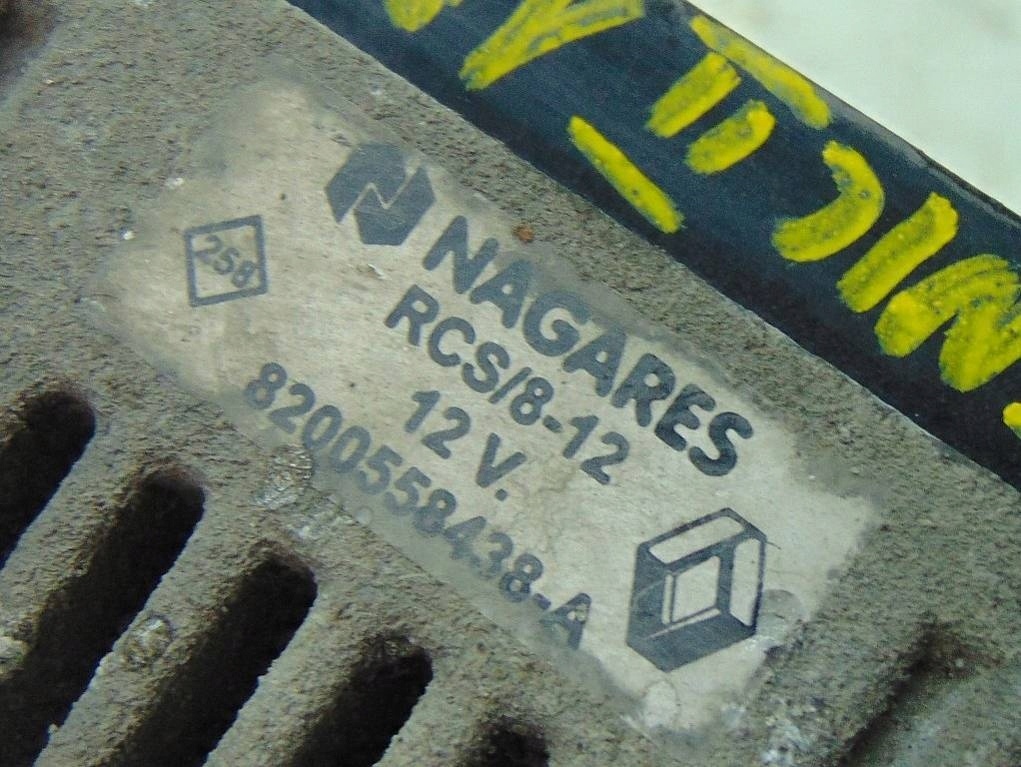 NAGARES
258
RCS/8-12
12 V.
8200558438-A